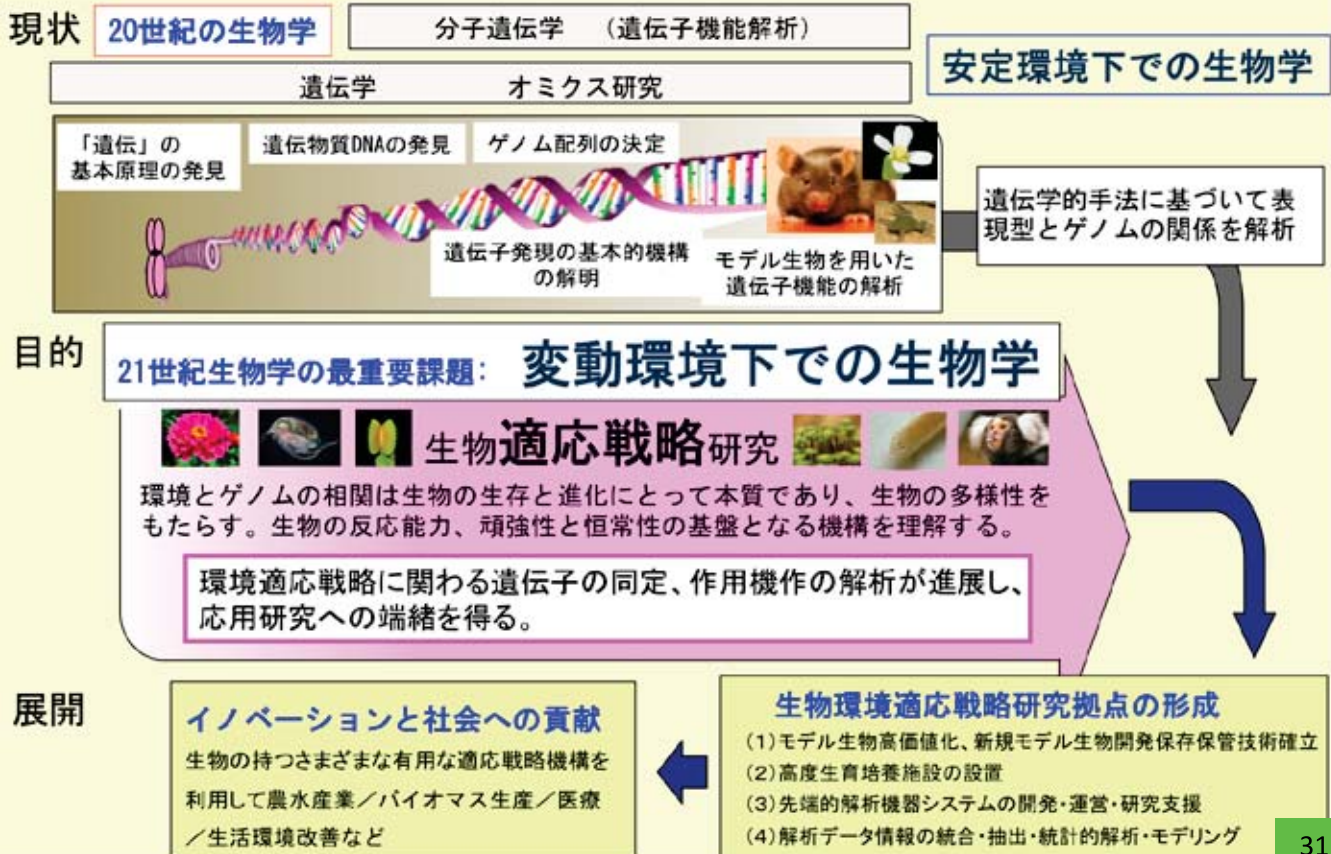 現状
20世紀の生物学
分子遺伝学　（遺伝子機能解析）
安定環境下での生物学
遺伝学　オミクス研究
「遺伝」の
基本原理の発見
遺伝物質DNAの発見
ゲノム配列の決定
遺伝子発現の基本的機構
の解明
モデル生物を用いた
遺伝子機能の解析
遺伝学的手法に基づいて表
現型とゲノムの関係を解析
目的
21世紀生物学の最重要課題：　変動環境下での生物学
生物適応戦略研究
環境とゲノムの相関は生物の生存と進化にとって本質であり、生物の多様性を
もたらす。生物の反応能力、頑強性と恒常性の基盤となる機構を理解する。
環境適応戦略に関わる遺伝子の同定、作用機作の解析が進展し、
応用研究への端緒を得る。
展開
イノベーションと社会への貢献
生物の持つさまざまな有用な適応戦略機構を
利用して農水産業／バイオマス生産／医療
／生活環境改善など
生物環境適応戦略研究拠点の形成
（1）モデル生物高価値化、新規モデル生物開発保存保管技術確立
（2）高度生育培養施設の設置
（3）先端的解析機器システムの開発・運営・研究支援
（4）解析データ情報の統合・抽出・統計的解析・モデリング
31